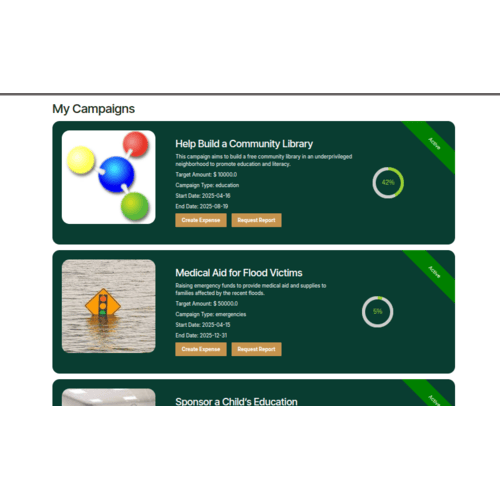 My Campaigns
Help Build a Community Library
This campaign aims to build a free community library in an underprivileged
neighborhood to promote education and literacy.
Target Amount: $ 10000.0
Campaign Type: education
Start Date: 2025-04-16
End Date: 2025-08-19
Create Expense Request Report
42%
Active
Medical Aid for Flood Victims
Raising emergency funds to provide medical aid and supplies to
families affected by the recent floods.
Target Amount: $ 50000.0
Campaign Type: emergencies
Start Date: 2025-04-15
End Date: 2025-12-31
Create Expense Request Report
5%
Active
Sponsor a Child's Education
Active